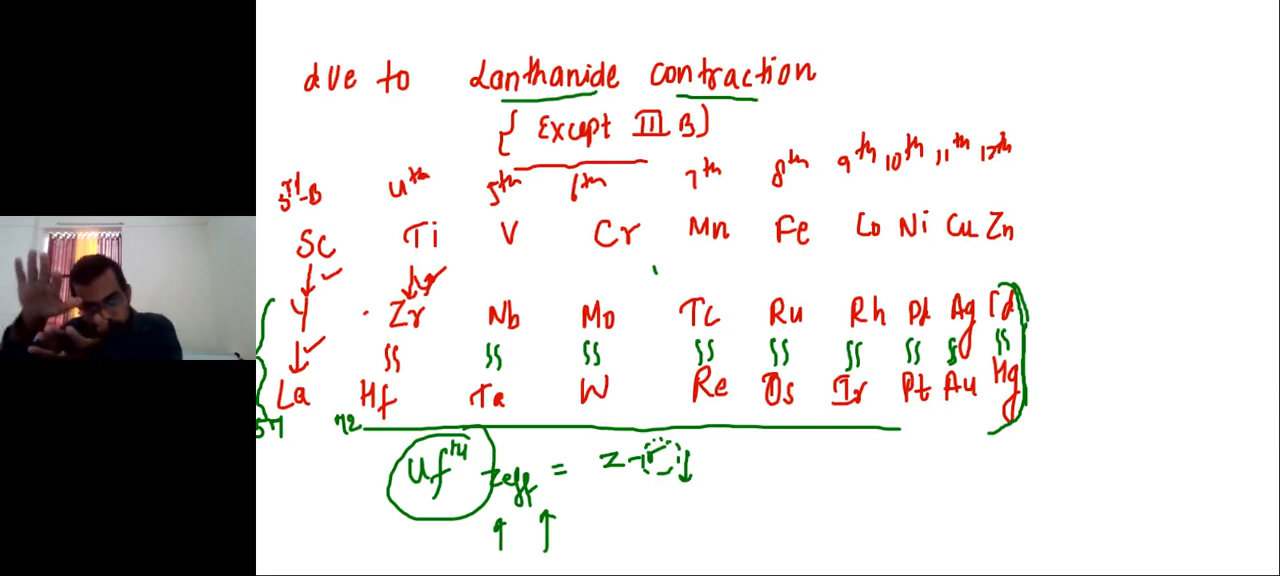 due to Lanthanide contraction
{ Except III B }
III-B 4th 5th 6th 7th 8th 9th 10th 11th 12th
Sc Ti V Cr Mn Fe Co Ni Cu Zn
Y Zr Nb Mo Tc Ru Rh Pd Ag Cd
La Hf Ta W Re Os Ir Pt Au Hg
57 72
4f14 Zeff = Z-σ↓
↑ ↑